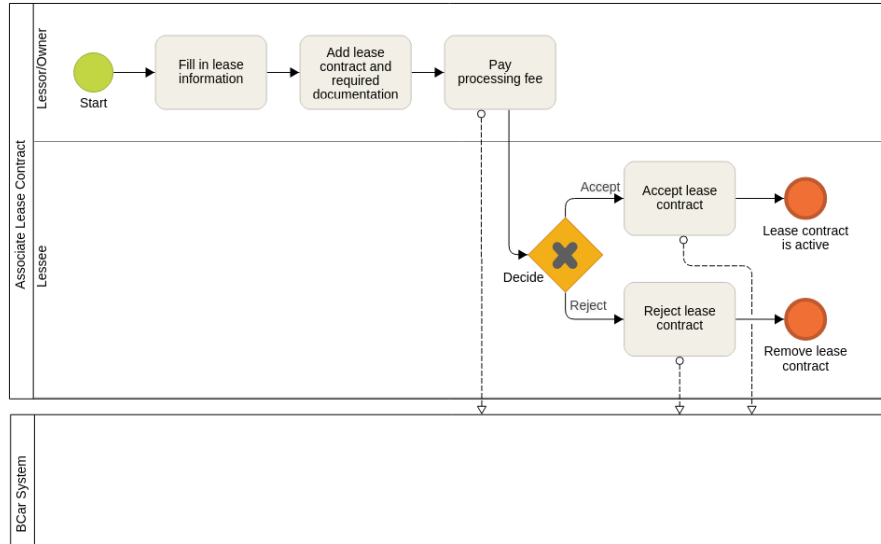 Associate Lease Contract
Lessor/Owner
Start
Fill in lease
information
Add lease
contract and
required
documentation
Pay
processing fee
Lessee
Decide
Accept
Accept lease
contract
Lease contract
is active
Reject
Reject lease
contract
Remove lease
contract
BCar System